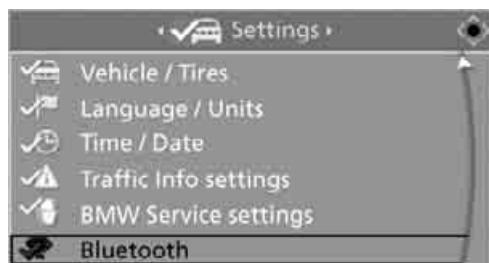 Settings
Vehicle / Tires
Language / Units
Time / Date
Traffic Info settings
BMW Service settings
Bluetooth